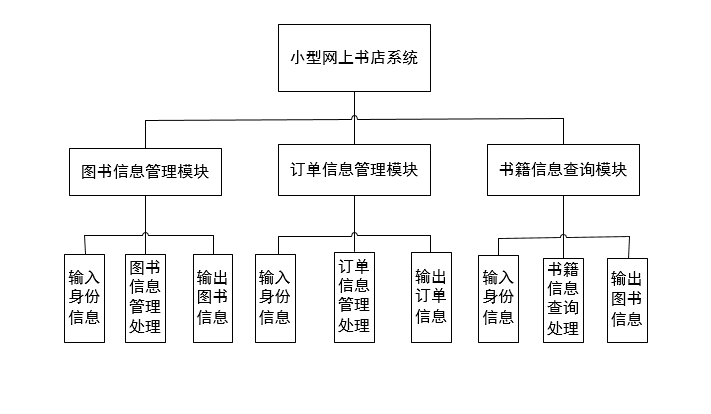 小型网上书店系统
图书信息管理模块
订单信息管理模块
书籍信息查询模块
输入
身份
信息
图书
信息
管理
处理
输出
图书
信息
输入
身份
信息
订单
信息
管理
处理
输出
订单
信息
输入
身份
信息
书籍
信息
查询
处理
输出
图书
信息